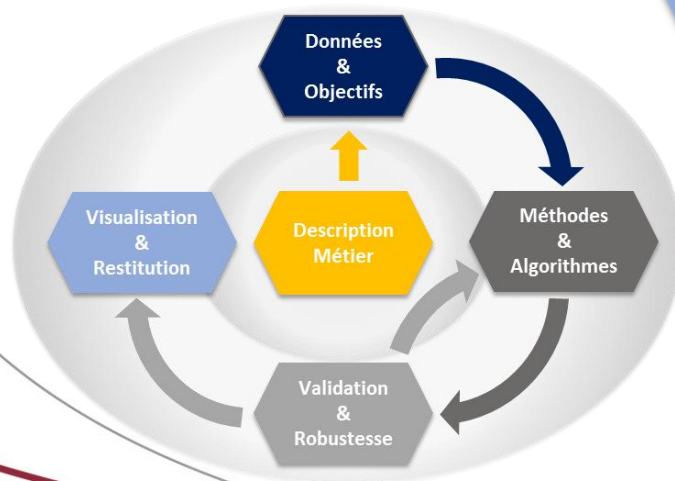 Données
&
Objectifs
Visualisation
&
Restitution
Description
Métier
Méthodes
&
Algorithmes
Validation
&
Robustesse